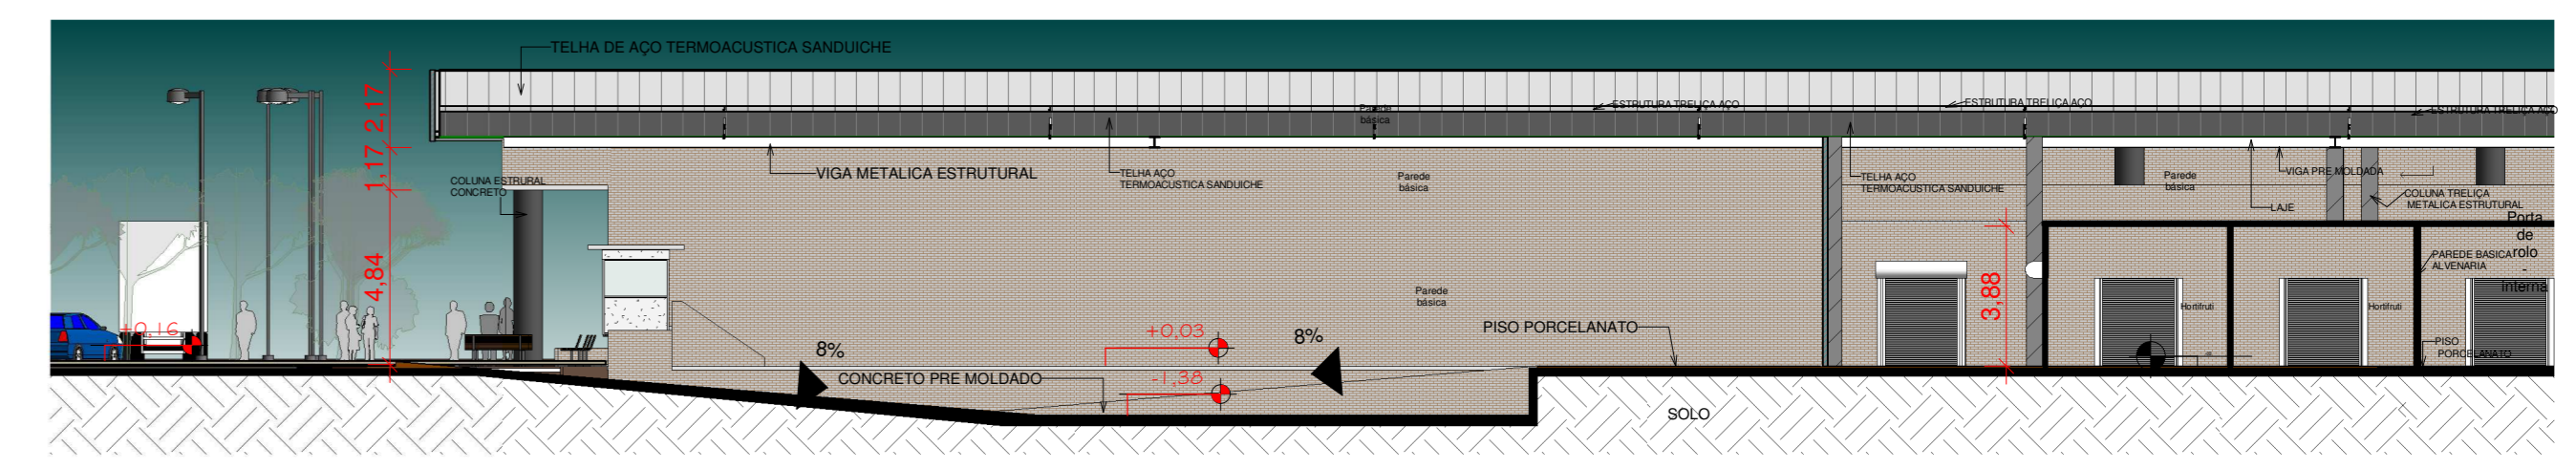 TELHA DE AÇO TERMOACUSTICA SANDUICHE
2,17
1,17
4,84
+0,16
COLUNA ESTRURAL
CONCRETO
VIGA METALICA ESTRUTURAL
TELHA AÇO
TERMOACUSTICA SANDUICHE
Parede
básica
ESTRUTURA TRELIÇA AÇO
ESTRUTURA TRELIÇA AÇO
ESTRUTURA TRELIÇA AÇO
Parede
básica
TELHA AÇO
TERMOACUSTICA SANDUICHE
Parede
básica
VIGA PRE MOLDADA
COLUNA TRELIÇA
METALICA ESTRUTURAL
LAJE
Porta
de
rolo
-
interna
PAREDE BASICA
ALVENARIA
3,88
Parede
básica
Hortifruti
Hortifruti
PISO PORCELANATO
+0,03
8%
8%
PISO
PORCELANATO
CONCRETO PRE MOLDADO
-1,38
SOLO